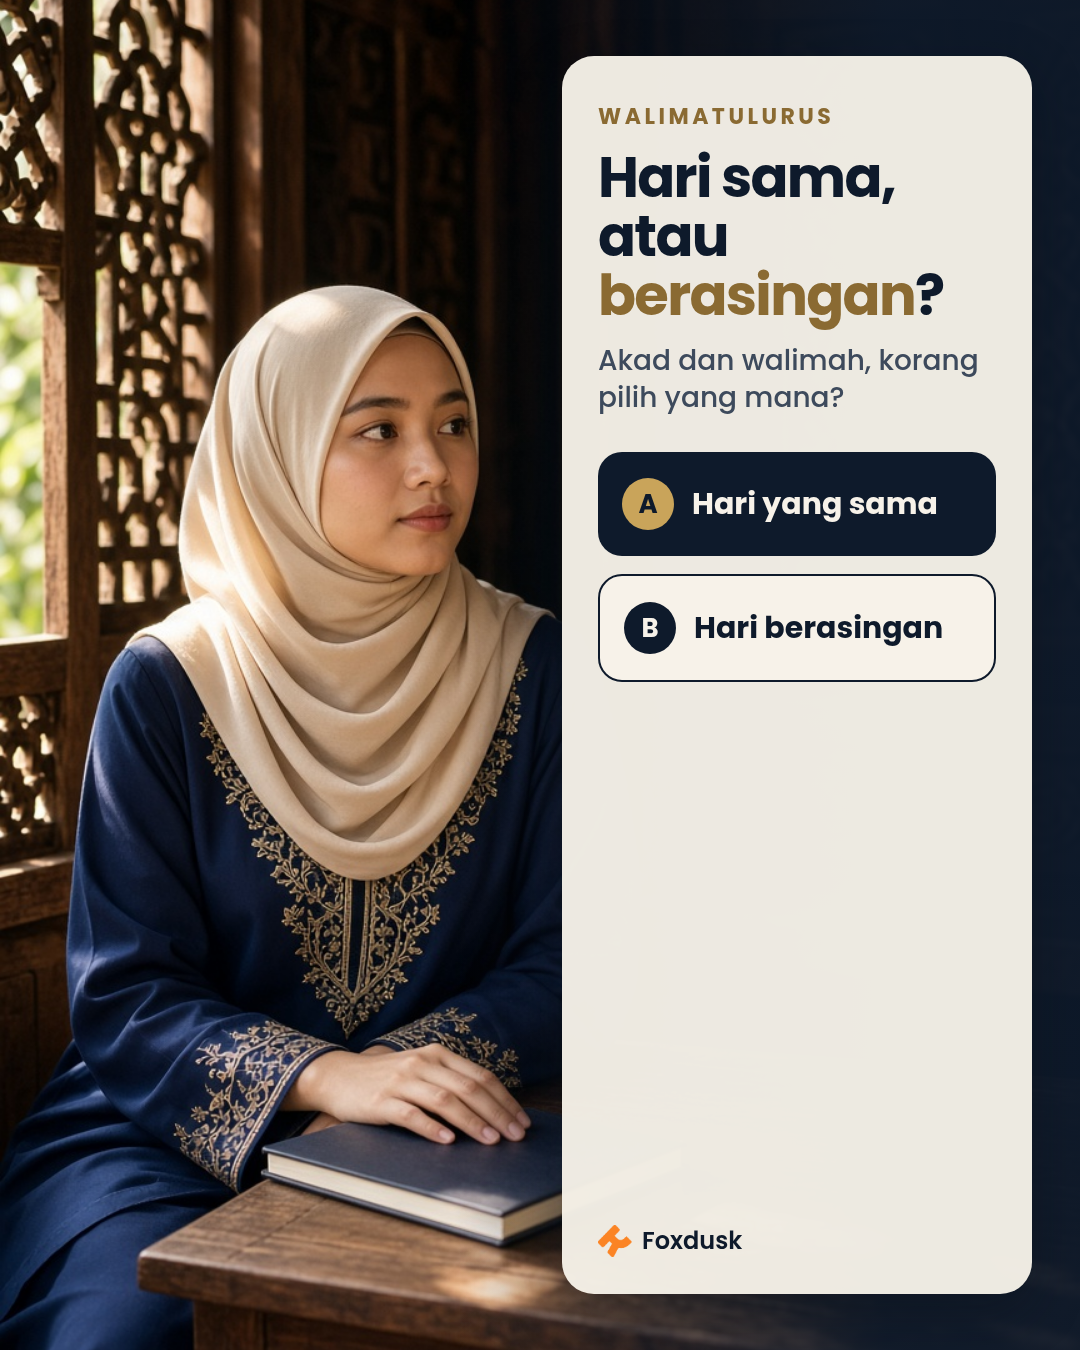 WALIMATULURUS
Hari sama,
atau
berasingan?
Akad dan walimah, korang
pilih yang mana?
A Hari yang sama
B Hari berasingan
Foxdusk